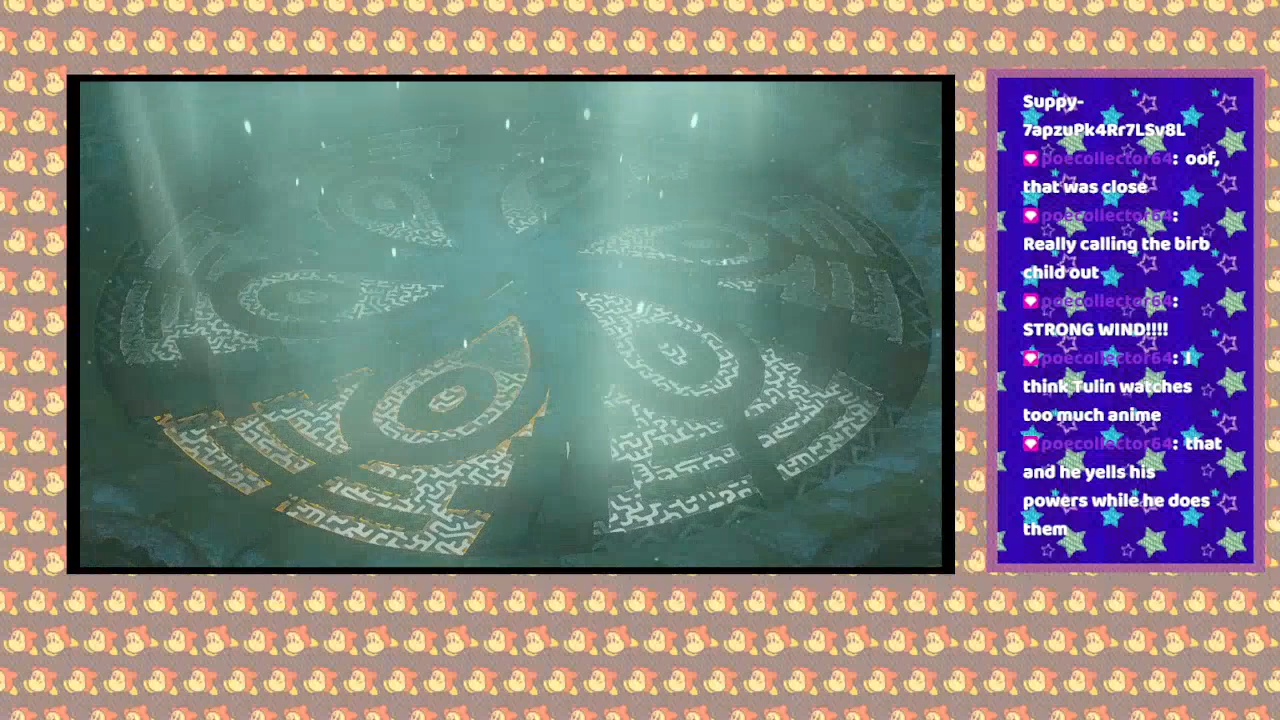 Suppy-
7apzuPk4Rr7LSv8L
poecollector64: oof,
that was close
poecollector64:
Really calling the birb
child out
poecollector64:
STRONG WIND!!!!
poecollector64: I
think Tulin watches
too much anime
poecollector64: that
and he yells his
powers while he does
them